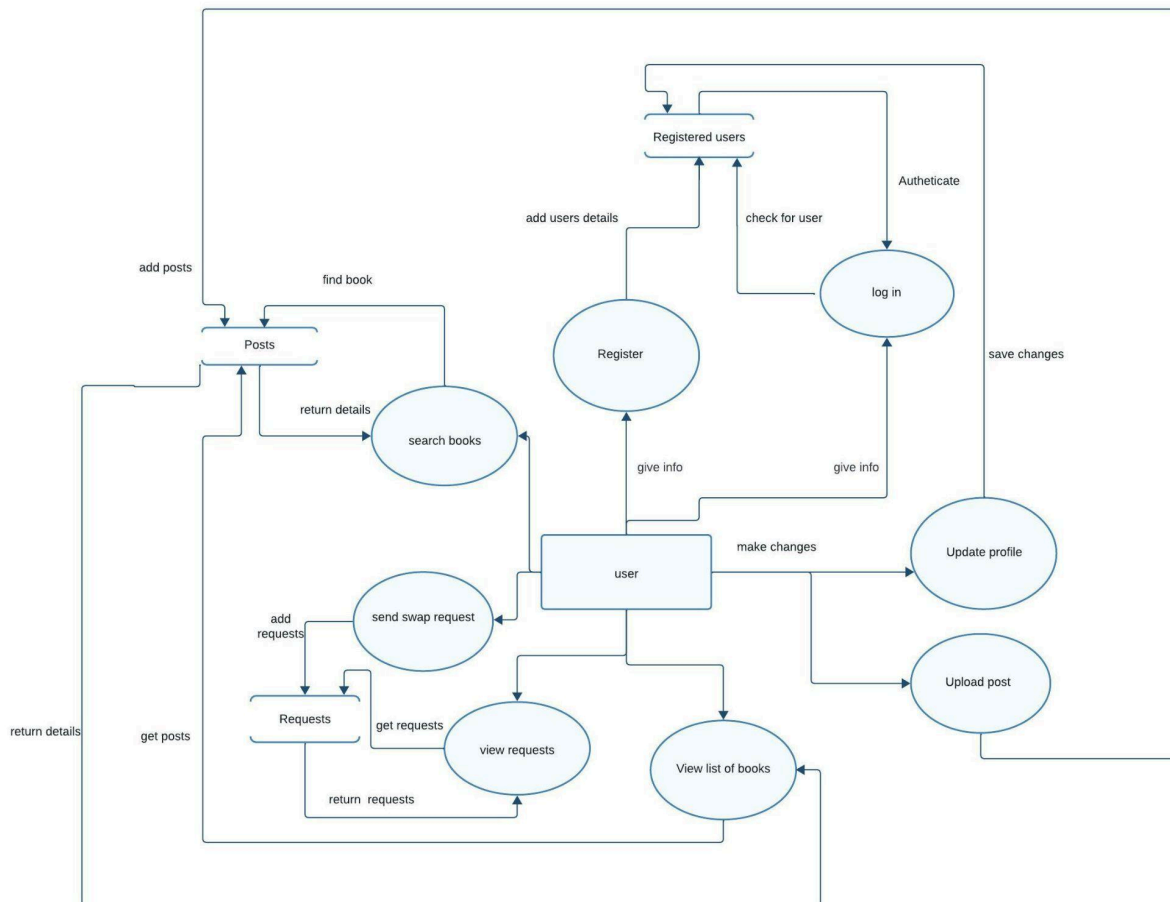 Registered users
Autheticate
add users details
check for user
add posts
find book
log in
Posts
Register
save changes
return details
search books
give info
give info
make changes
Update profile
user
send swap request
add
requests
Upload post
Requests
get requests
return details
get posts
view requests
View list of books
return  requests